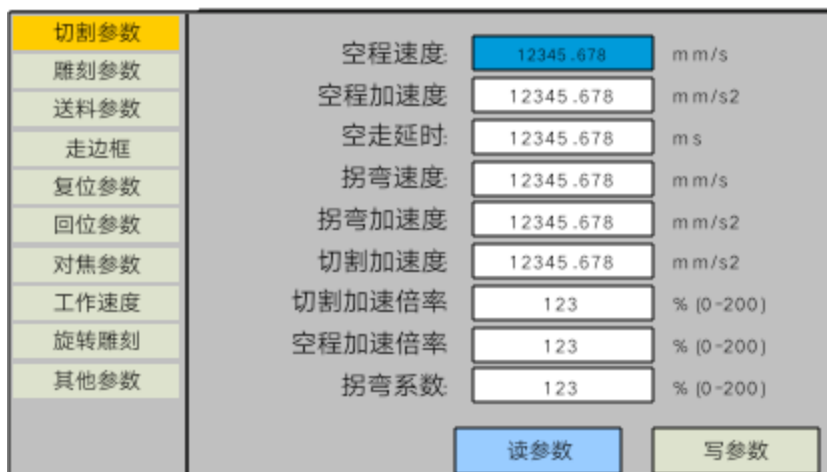 切割参数
雕刻参数
送料参数
走边框
复位参数
回位参数
对焦参数
工作速度
旋转雕刻
其他参数
空程速度: 12345.678 mm/s
空程加速度 12345.678 mm/s2
空走延时: 12345.678 ms
拐弯速度: 12345.678 mm/s
拐弯加速度 12345.678 mm/s2
切割加速度 12345.678 mm/s2
切割加速倍率 123 % (0-200)
空程加速倍率 123 % (0-200)
拐弯系数: 123 % (0-200)
读参数 写参数